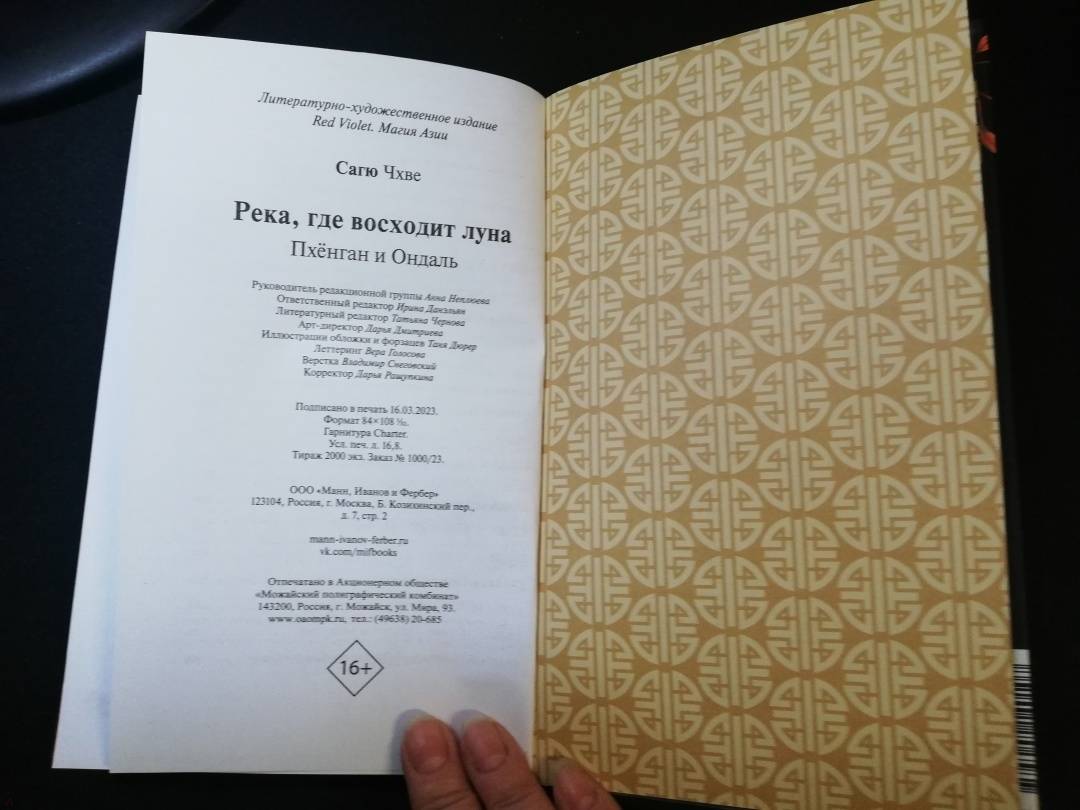 Литературно-художественное издание
Red Violet. Магия Азии
Сагю Чхве
Река, где восходит луна
Пхёнган и Ондаль
Руководитель редакционной группы Анна Неплюева
Ответственный редактор Ирина Данэльян
Литературный редактор Татьяна Чернова
Арт-директор Дарья Дмитриева
Иллюстрации обложки и форзацев Таня Дюрер
Леттеринг Вера Голосова
Верстка Владимир Снеговский
Корректор Дарья Ращупкина
Подписано в печать 16.03.2023.
Формат 84×108 ¹⁄₃₂.
Гарнитура Charter.
Усл. печ. л. 16,8.
Тираж 2000 экз. Заказ № 1000/23.
ООО «Манн, Иванов и Фербер»
123104, Россия, г. Москва, Б. Козихинский пер.,
д. 7, стр. 2
mann-ivanov-ferber.ru
vk.com/mifbooks
Отпечатано в Акционерном обществе
«Можайский полиграфический комбинат»
143200, Россия, г. Можайск, ул. Мира, 93.
www.oaompk.ru, тел.: (49638) 20-685
16+